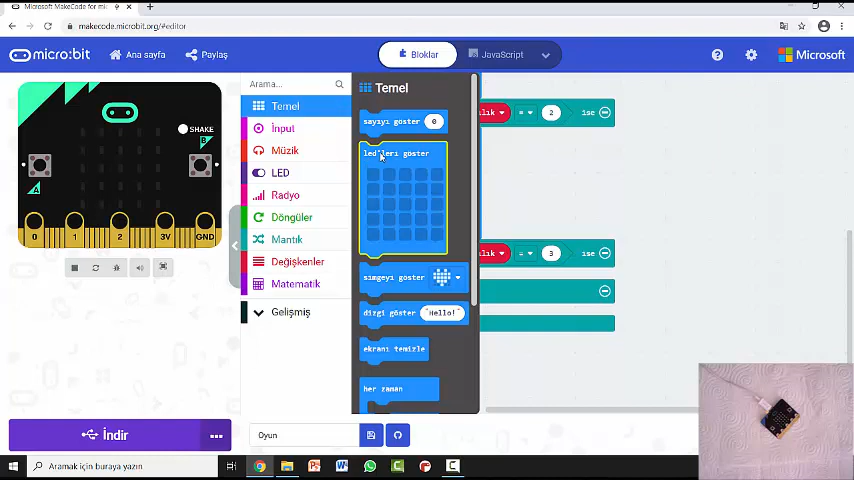 Microsoft MakeCode for mic
makecode.microbit.org/#editor
micro:bit
Ana sayfa
Paylaş
Bloklar
JavaScript
Microsoft
SHAKE
B
A
0
1
2
3V
GND
Arama...
Temel
Input
Müzik
LED
Radyo
Döngüler
Mantık
Değişkenler
Matematik
Gelişmiş
Temel
sayıyı göster 0
led'leri göster
simgeyi göster
dizgi göster "Hello!"
ekranı temizle
her zaman
= 2 ise
= 3 ise
İndir
Oyun
Aramak için buraya yazın